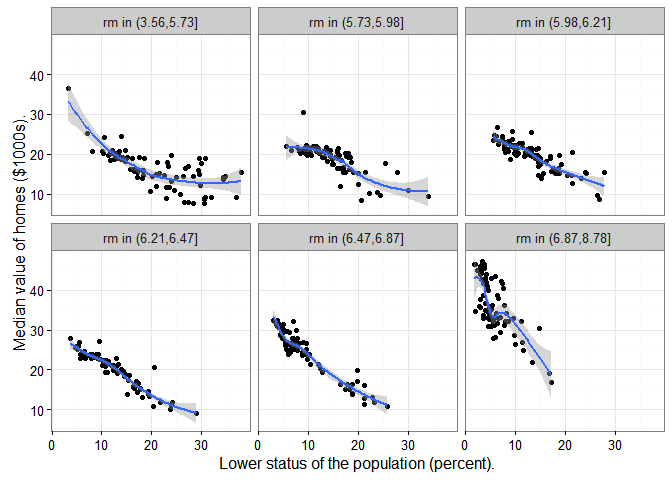 rm in (3.56,5.73]
rm in (5.73,5.98]
rm in (5.98,6.21]
40
30
20
10
Median value of homes ($1000s).
rm in (6.21,6.47]
rm in (6.47,6.87]
rm in (6.87,8.78]
40
30
20
10
0
10
20
30
0
10
20
30
0
10
20
30
Lower status of the population (percent).